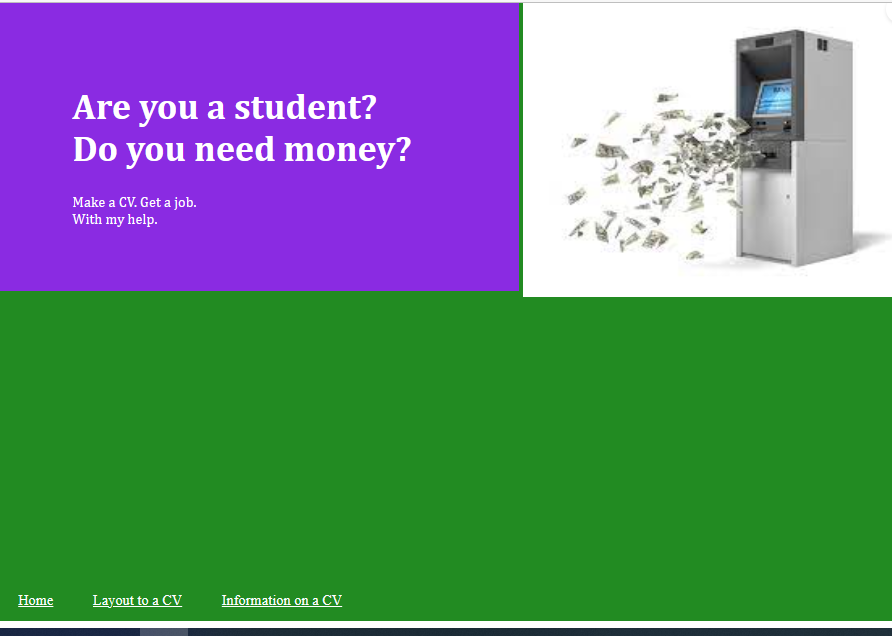 Are you a student?
Do you need money?
Make a CV. Get a job.
With my help.
Home Layout to a CV Information on a CV